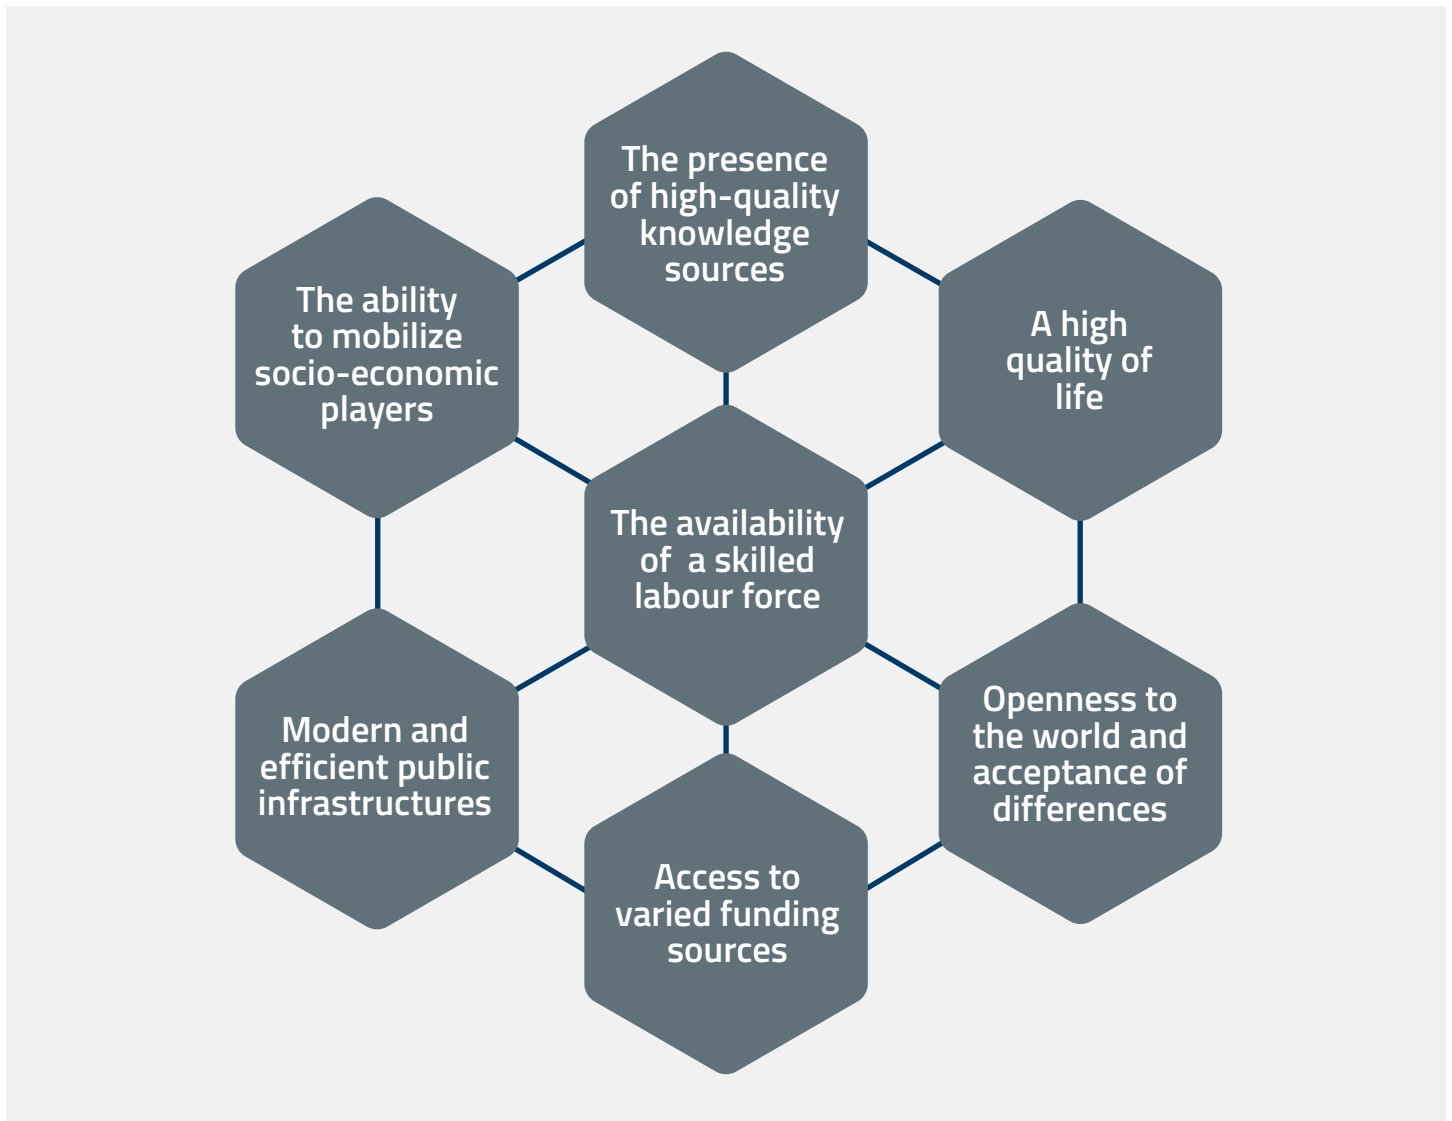 The presence
of high-quality
knowledge
sources
The ability
to mobilize
socio-economic
players
A high
quality of
life
The availability
of  a skilled
labour force
Modern and
efficient public
infrastructures
Openness to
the world and
acceptance of
differences
Access to
varied funding
sources